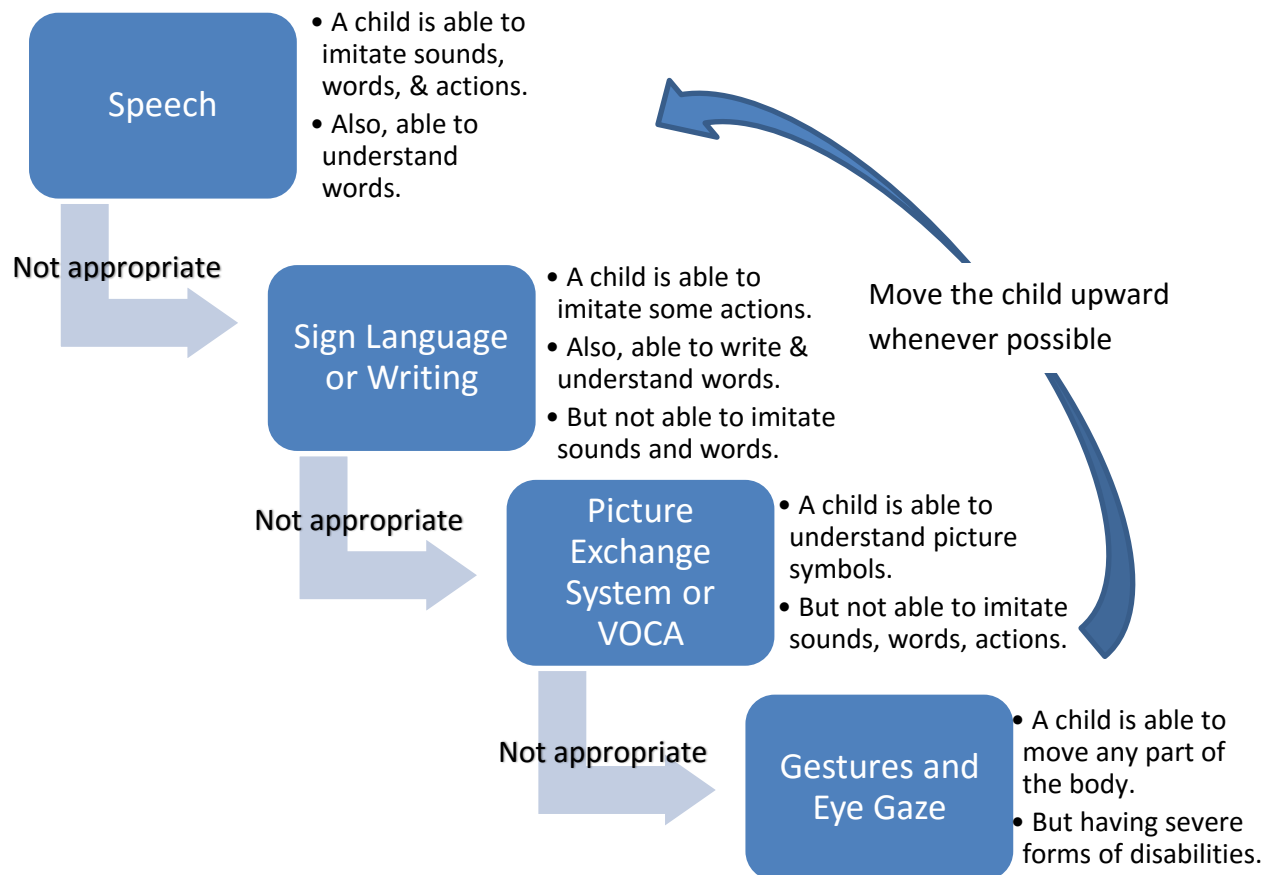 Speech
• A child is able to
imitate sounds,
words, & actions.
• Also, able to
understand
words.
Not appropriate
Sign Language
or Writing
• A child is able to
imitate some actions.
• Also, able to write &
understand words.
• But not able to imitate
sounds and words.
Move the child upward
whenever possible
Not appropriate
Picture
Exchange
System or
VOCA
• A child is able to
understand picture
symbols.
• But not able to imitate
sounds, words, actions.
Not appropriate
Gestures and
Eye Gaze
• A child is able to
move any part of
the body.
• But having severe
forms of disabilities.